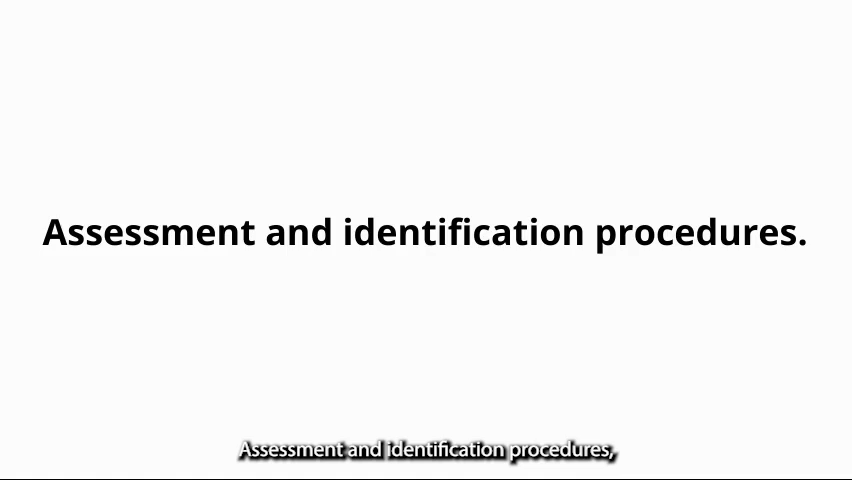 Assessment and identification procedures.
Assessment and identification procedures,